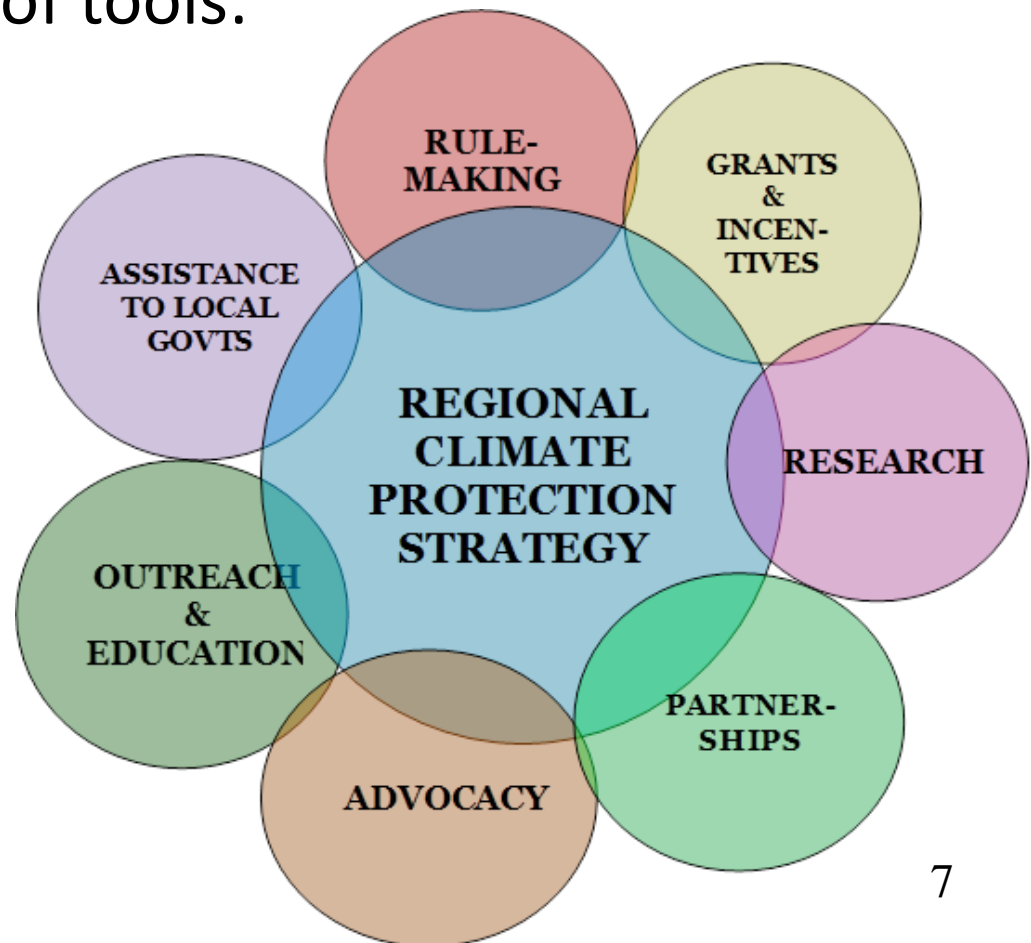 of tools.
RULE-
MAKING
GRANTS
&
INCEN-
TIVES
ASSISTANCE
TO LOCAL
GOVTS
REGIONAL
CLIMATE
PROTECTION
STRATEGY
RESEARCH
OUTREACH
&
EDUCATION
PARTNER-
SHIPS
ADVOCACY
7